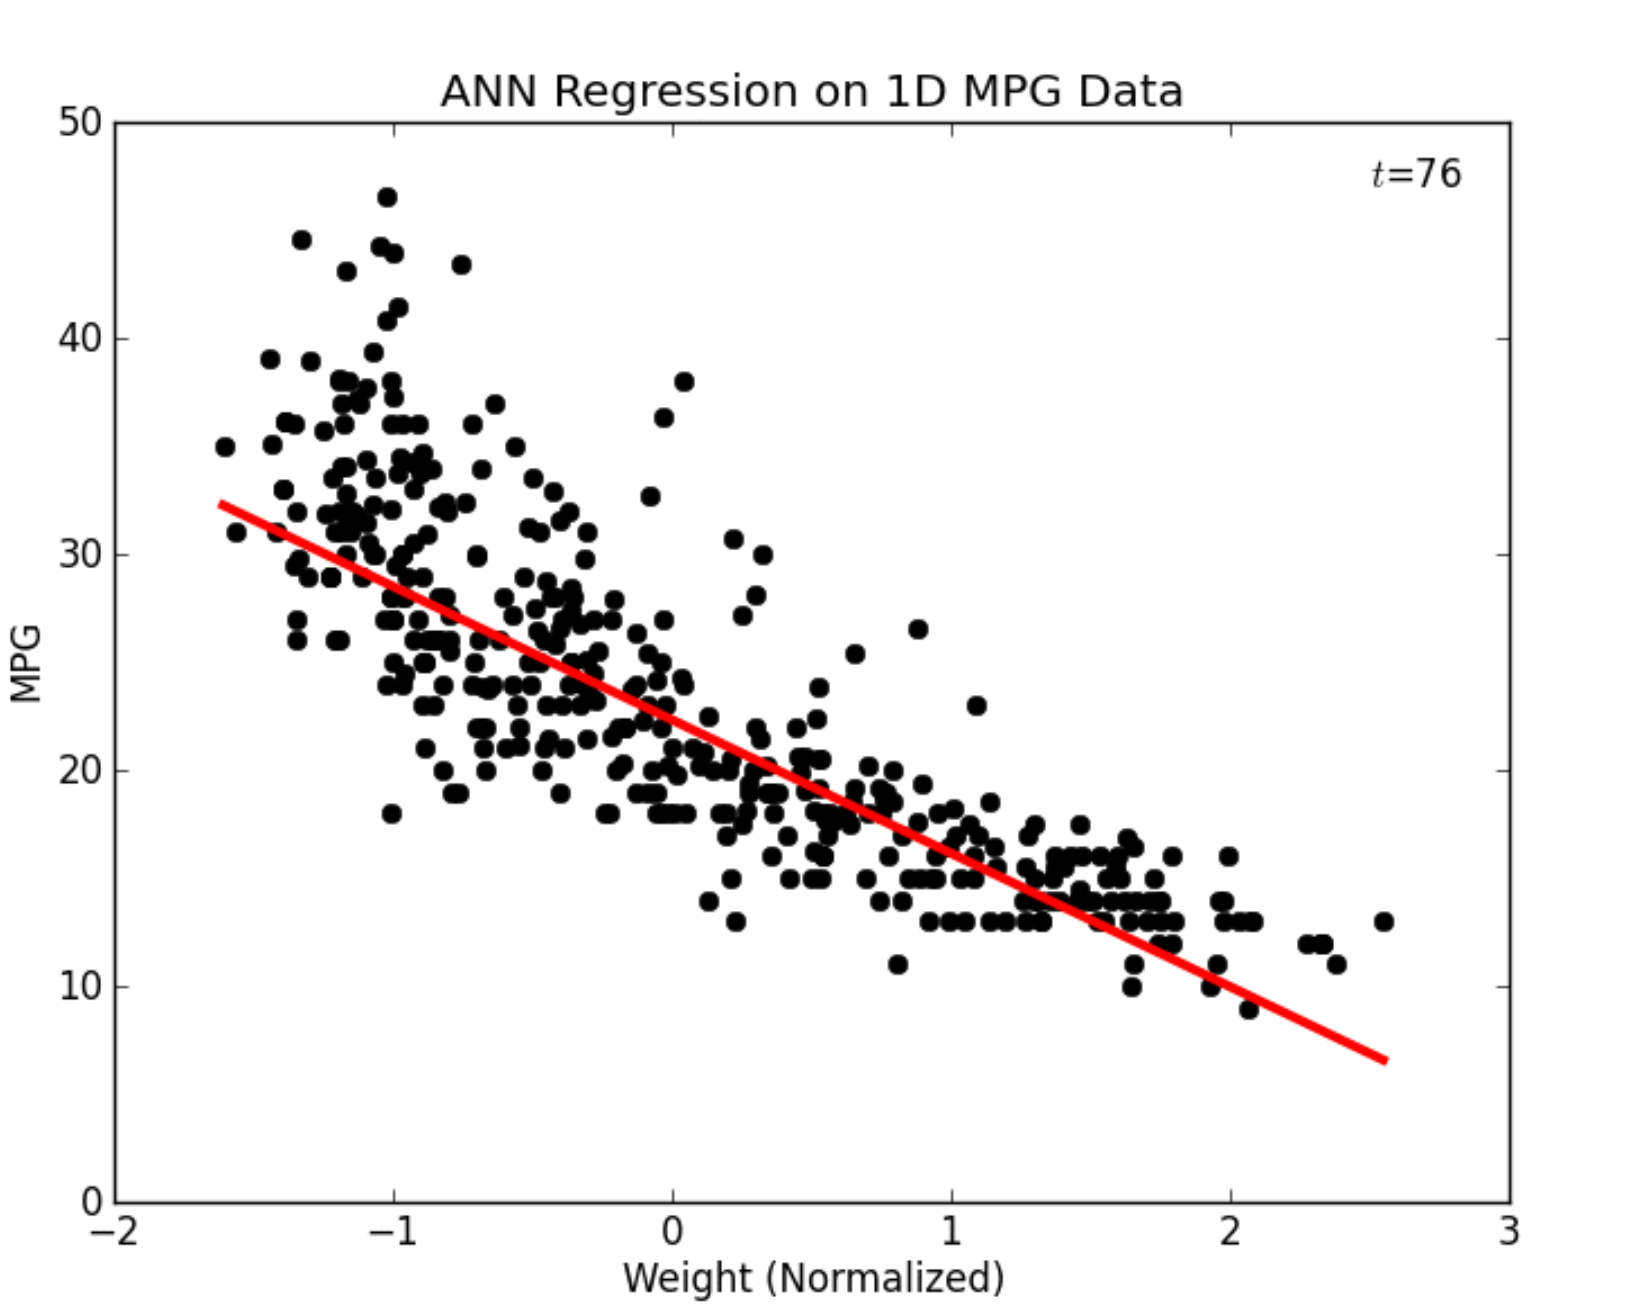 ANN Regression on 1D MPG Data
t=76
50
40
30
20
10
0
MPG
−2 −1 0 1 2 3
Weight (Normalized)